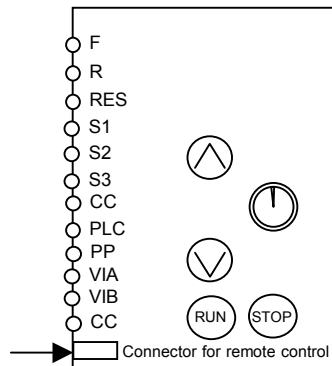 F
R
RES
S1
S2
S3
CC
PLC
PP
VIA
VIB
CC
RUN
STOP
Connector for remote control